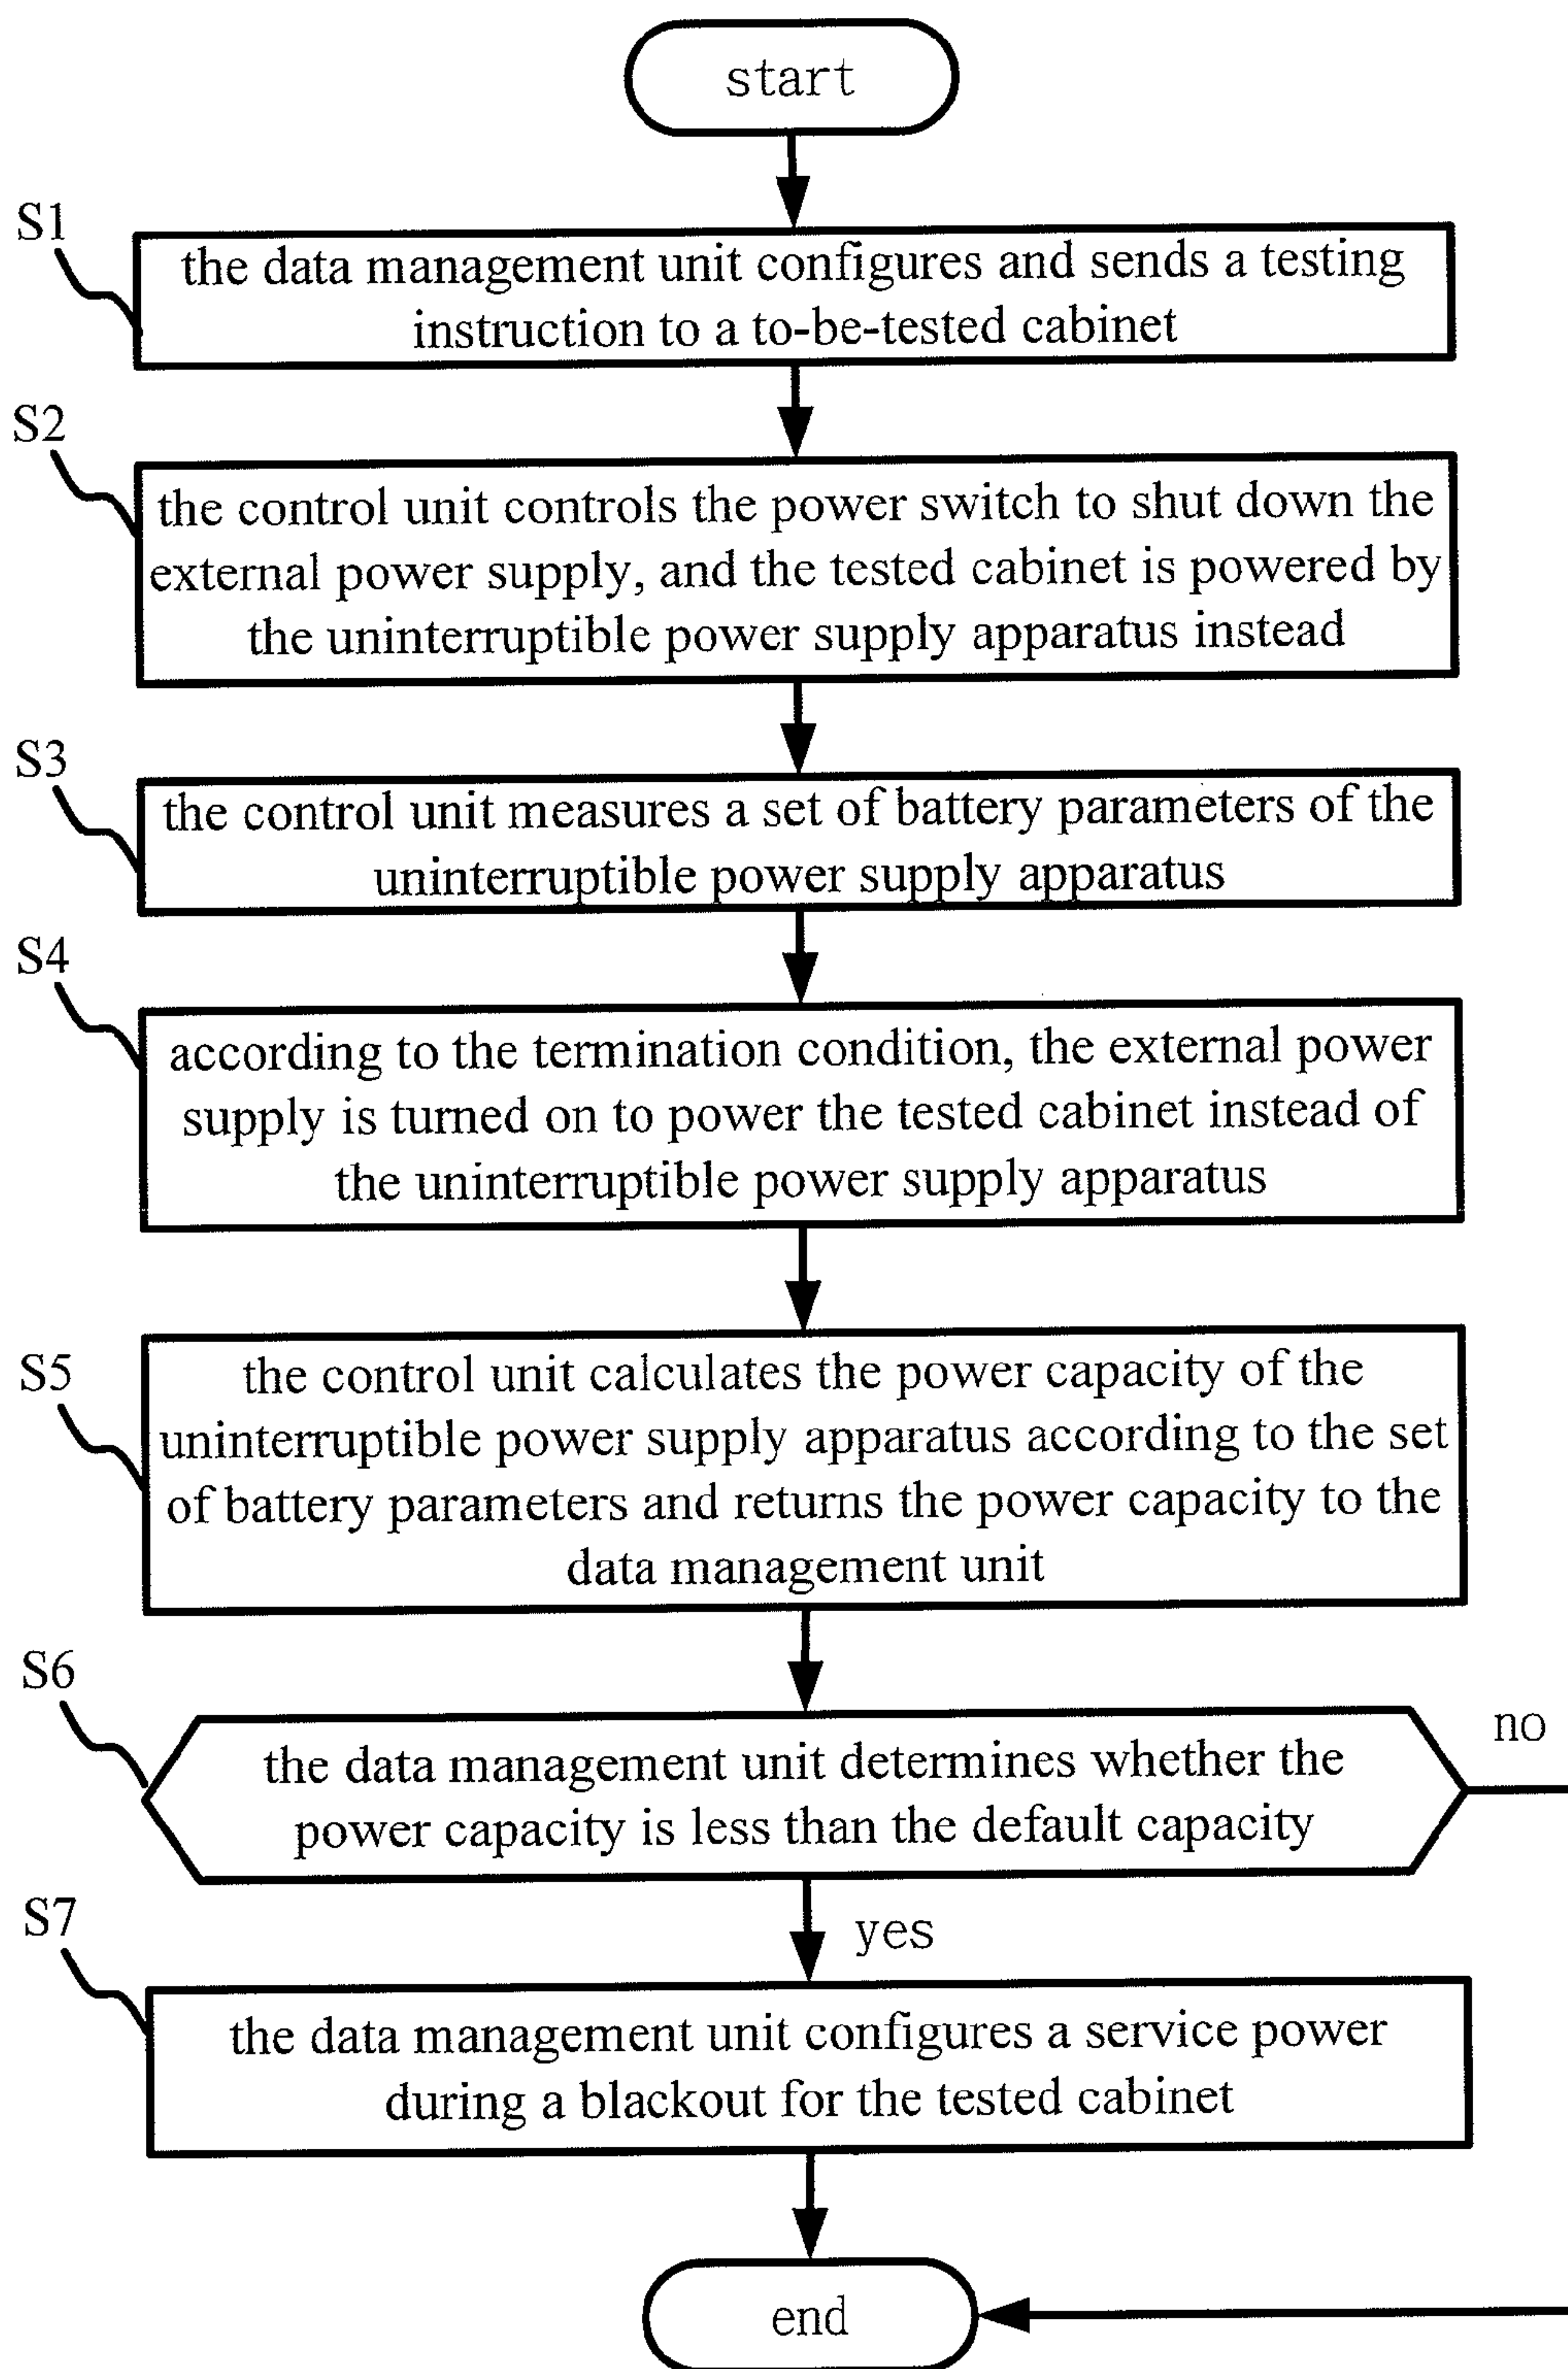 start
S1
the data management unit configures and sends a testing
instruction to a to-be-tested cabinet
S2
the control unit controls the power switch to shut down the
external power supply, and the tested cabinet is powered by
the uninterruptible power supply apparatus instead
S3
the control unit measures a set of battery parameters of the
uninterruptible power supply apparatus
S4
according to the termination condition, the external power
supply is turned on to power the tested cabinet instead of
the uninterruptible power supply apparatus
S5
the control unit calculates the power capacity of the
uninterruptible power supply apparatus according to the set
of battery parameters and returns the power capacity to the
data management unit
S6
the data management unit determines whether the
power capacity is less than the default capacity
no
yes
S7
the data management unit configures a service power
during a blackout for the tested cabinet
end